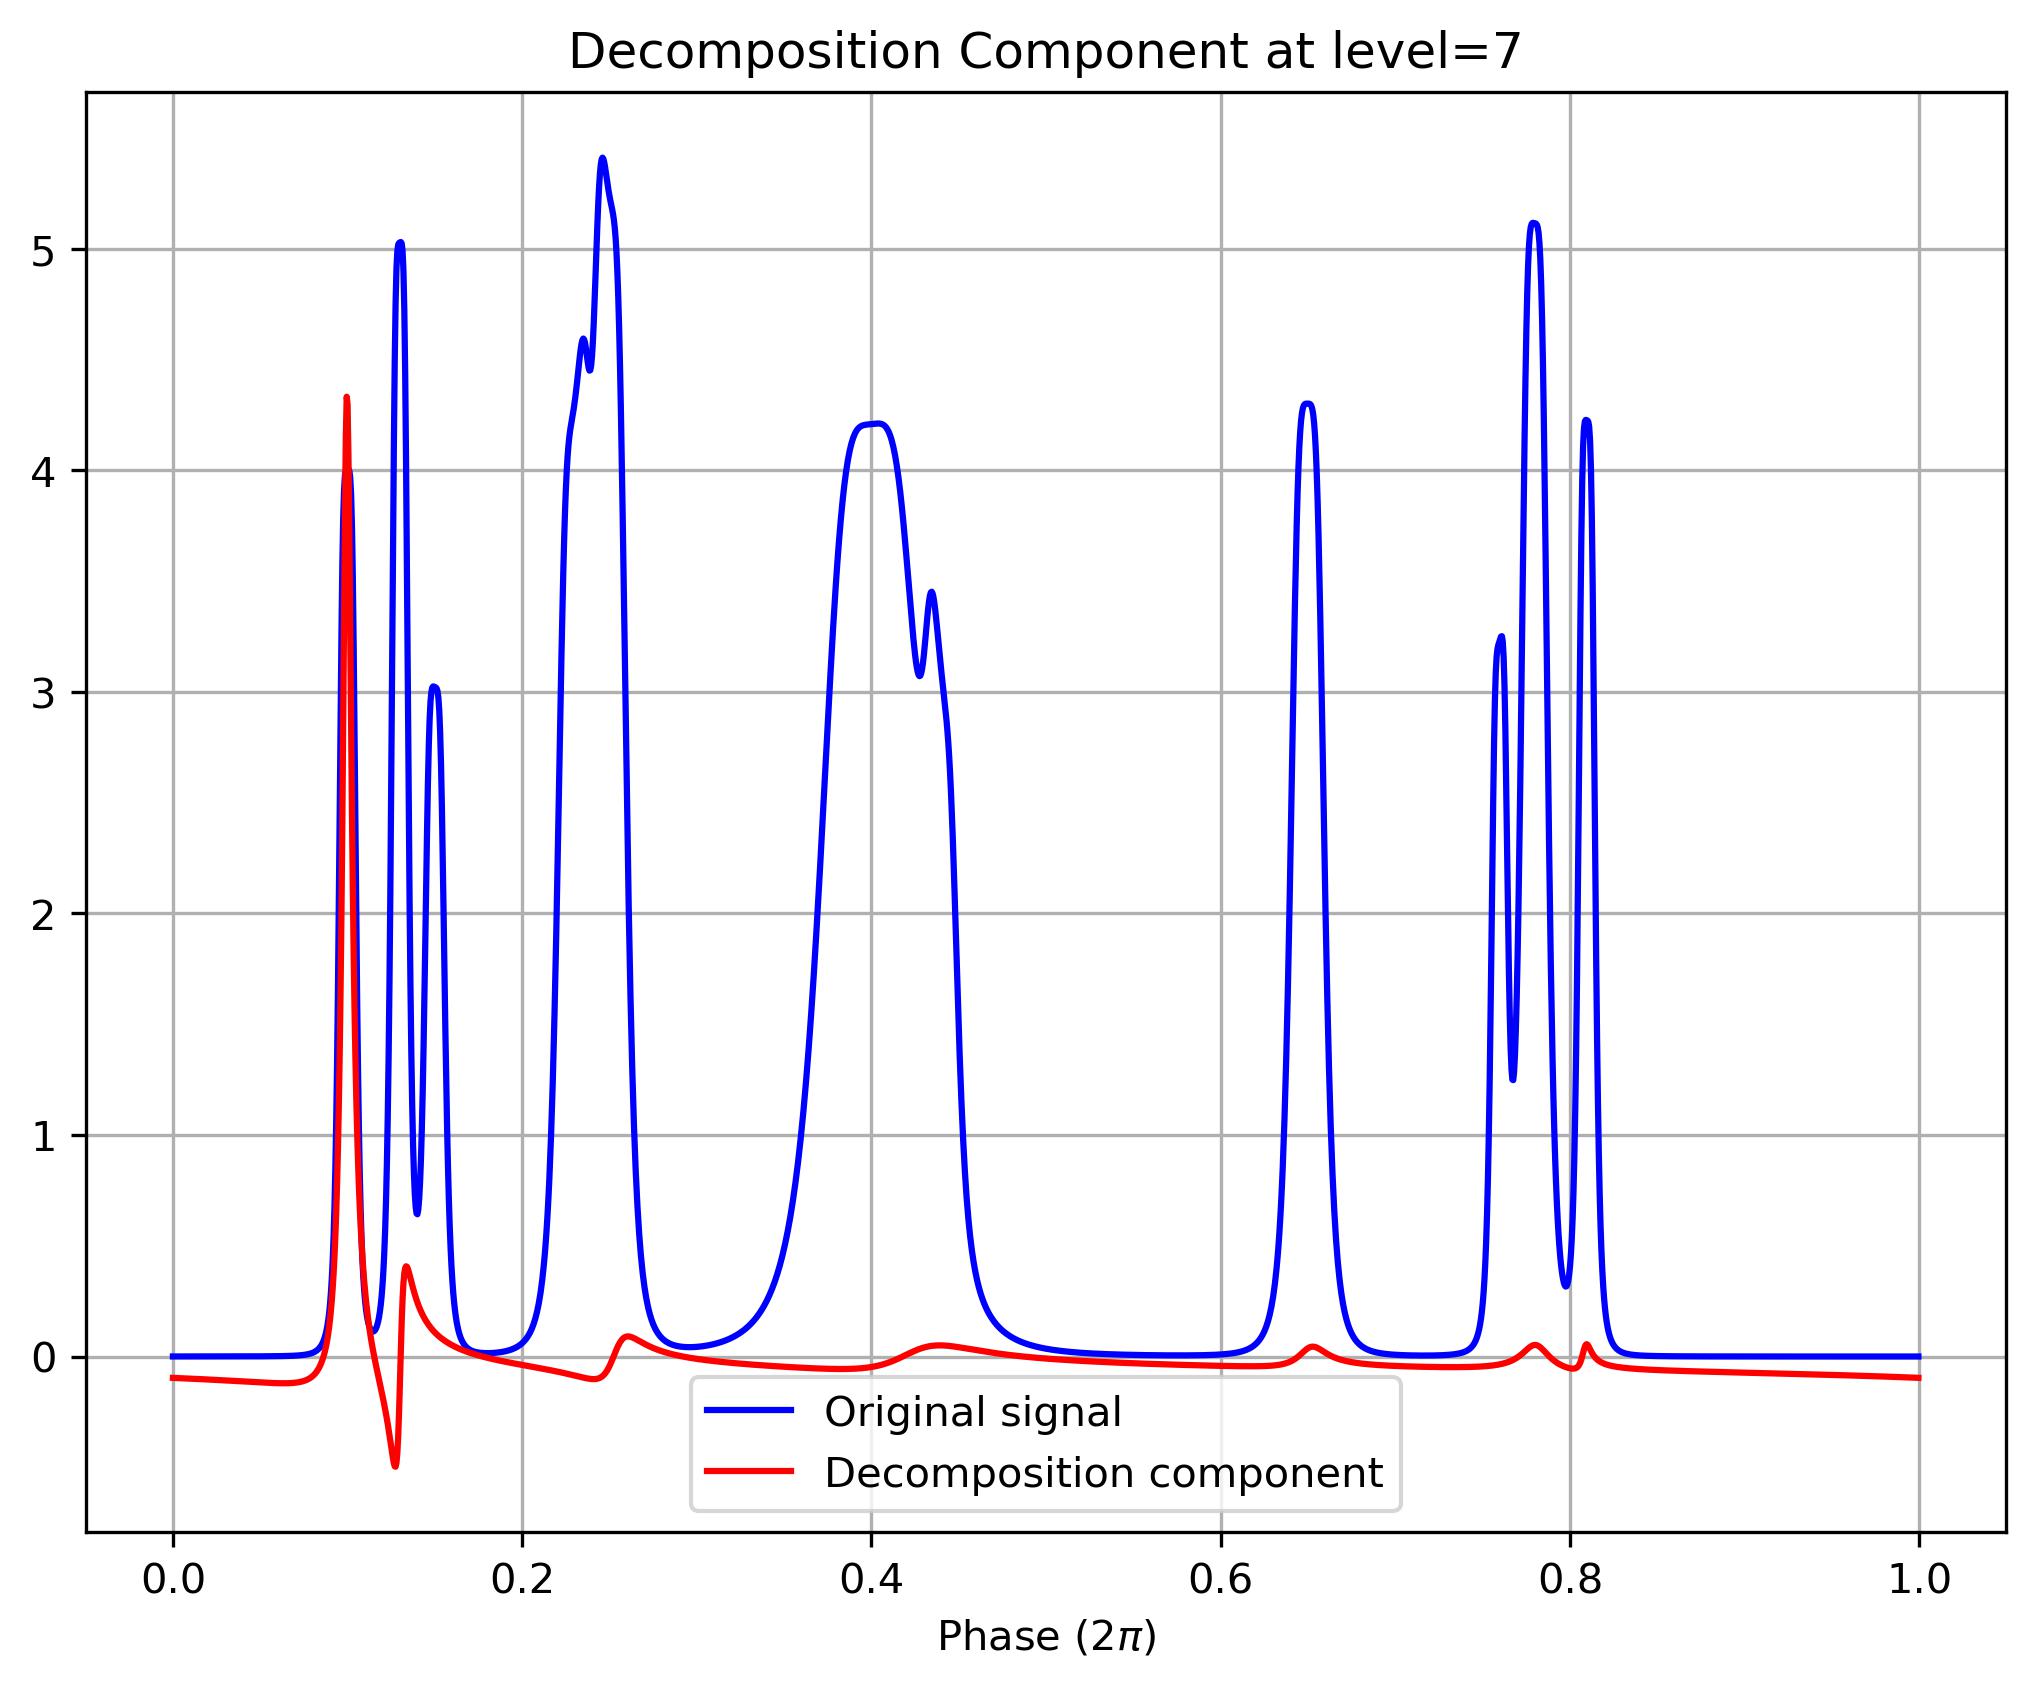 Decomposition Component at level=7
5
4
3
2
1
0
Original signal
Decomposition component
0.0 0.2 0.4 0.6 0.8 1.0
Phase (2π)